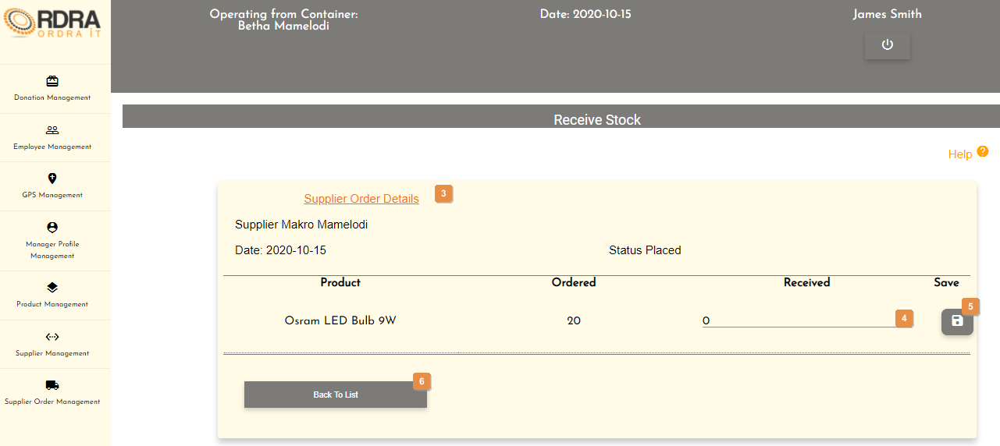 RDRA
ORDRA IT
Operating from Container:
Betha Mamelodi
Date: 2020-10-15
James Smith
Donation Management
Employee Management
GPS Management
Manager Profile
Management
Product Management
Supplier Management
Supplier Order Management
Receive Stock
Help ?
Supplier Order Details 3
Supplier Makro Mamelodi
Date: 2020-10-15 Status Placed
Product Ordered Received Save
Osram LED Bulb 9W 20 0 4 5
6
Back To List